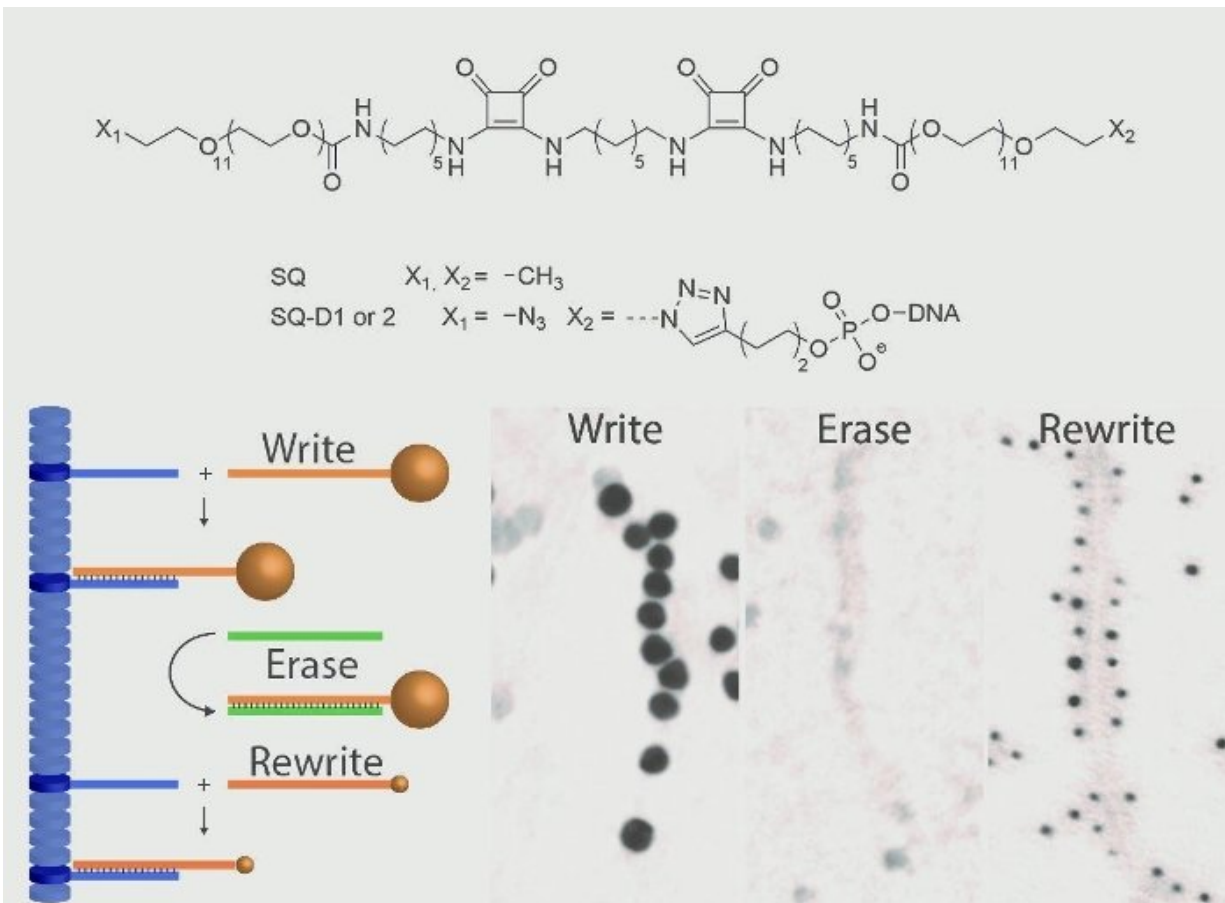 O O O O
H H
X₁ O 11 O N 5 N N 5 N N 5 N O 11 O X₂
H H H H
O O
SQ X₁, X₂ = −CH₃
SQ-D1 or 2 X₁ = −N₃ X₂ = N N=N 2 O O P O−DNA O⊖
Write
+
Erase
Rewrite
+
Write
Erase
Rewrite